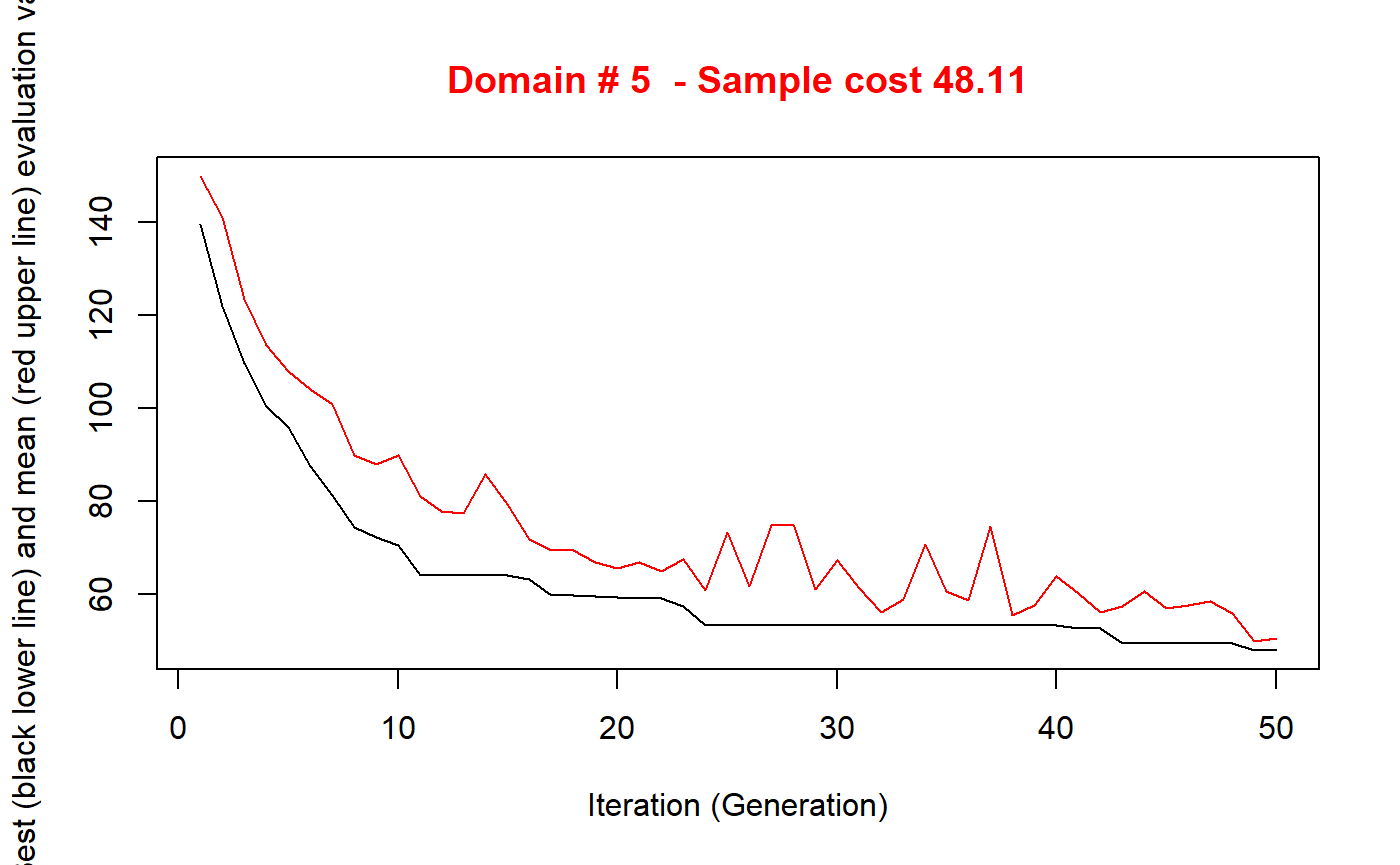 Domain # 5  - Sample cost 48.11
est (black lower line) and mean (red upper line) evaluation va
140
120
100
80
60
0 10 20 30 40 50
Iteration (Generation)